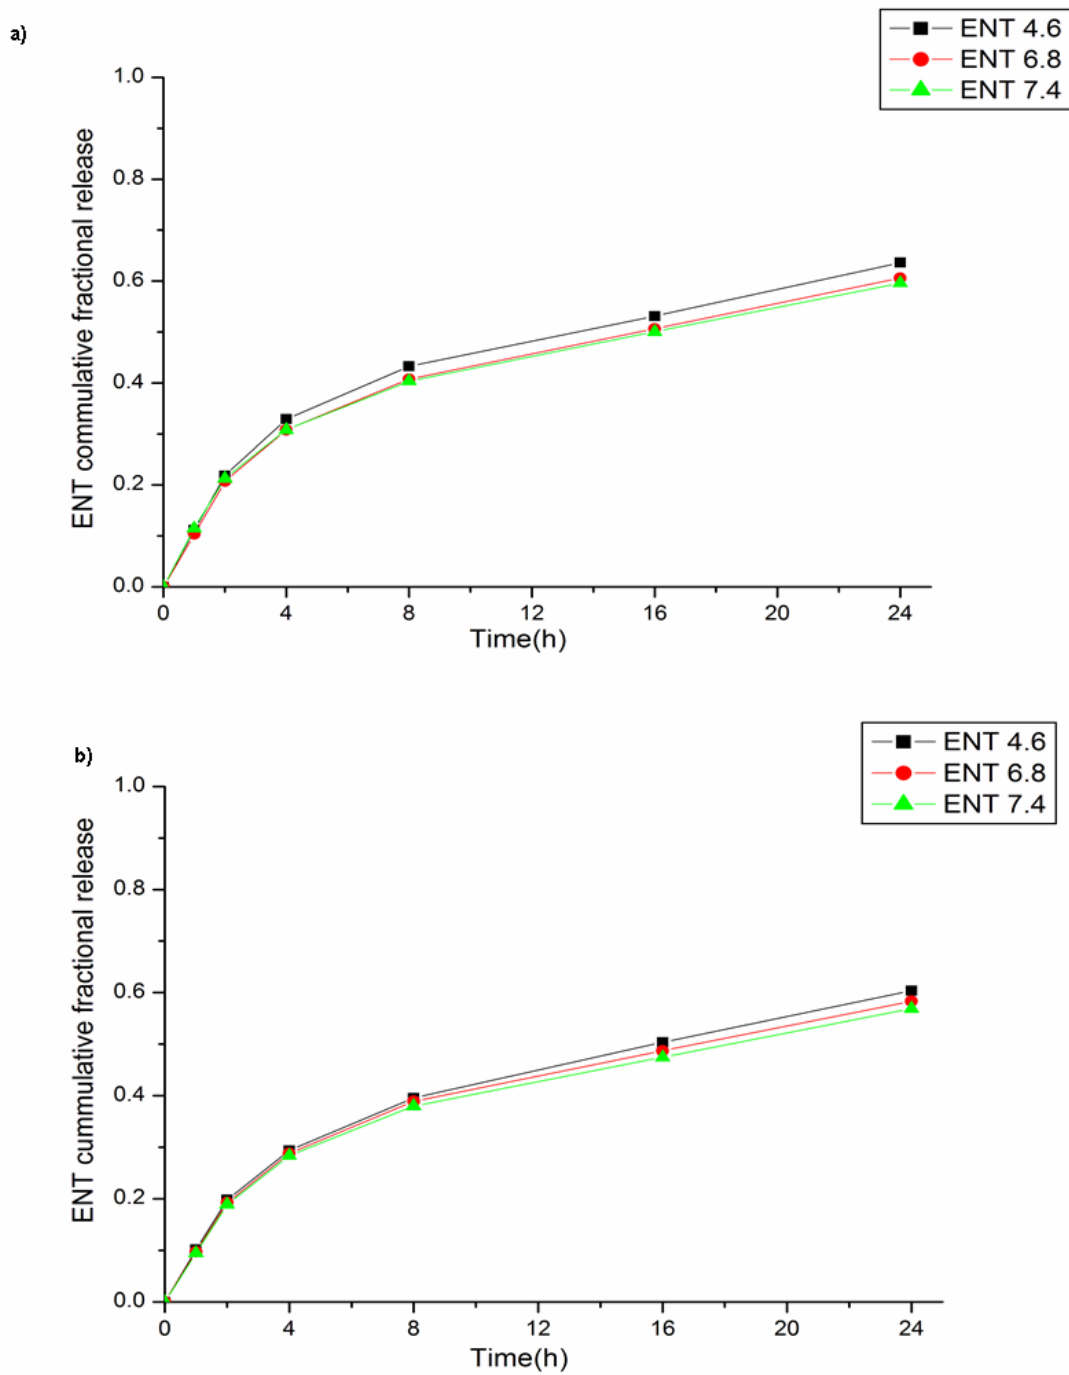 a)
ENT 4.6
ENT 6.8
ENT 7.4
ENT commulative fractional release
1.0
0.8
0.6
0.4
0.2
0.0
0 4 8 12 16 20 24
Time(h)
b)
ENT 4.6
ENT 6.8
ENT 7.4
ENT cummulative fractional release
1.0
0.8
0.6
0.4
0.2
0.0
0 4 8 12 16 20 24
Time(h)